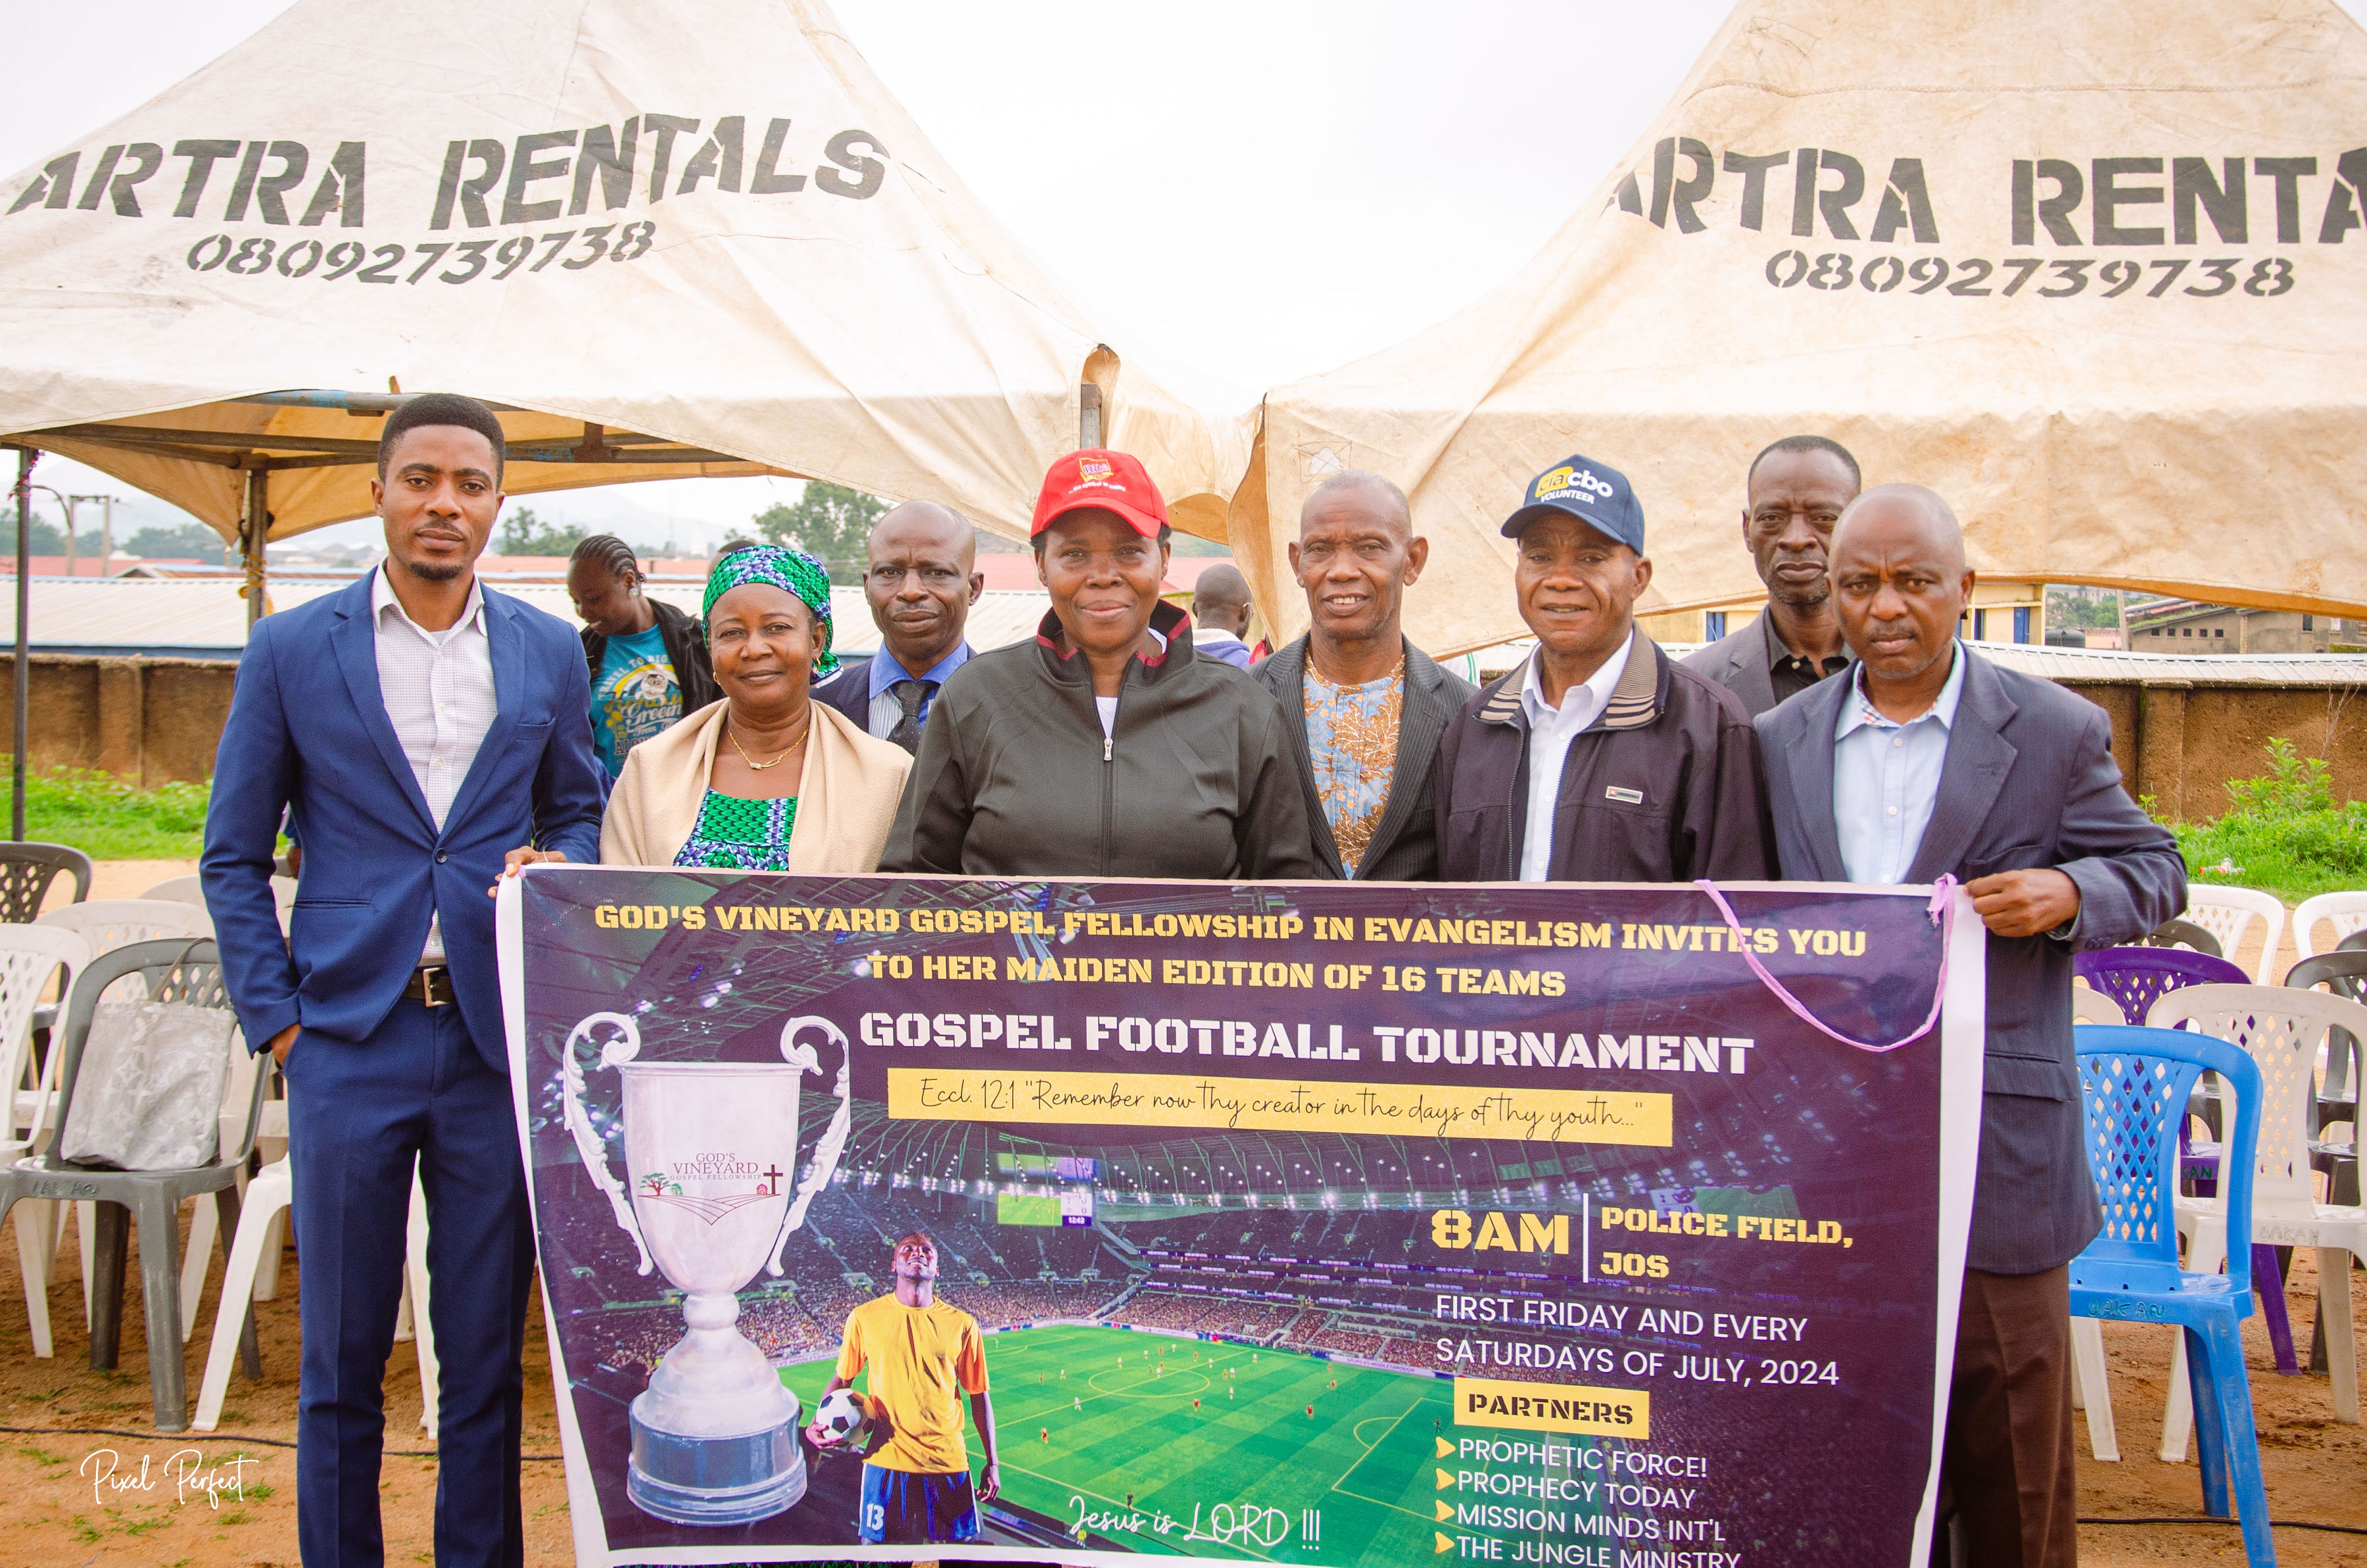 ARTRA RENTALS
08092739738
ARTRA RENTA
08092739738
cbo
VOLUNTEER
GOD'S VINEYARD GOSPEL FELLOWSHIP IN EVANGELISM INVITES YOU
TO HER MAIDEN EDITION OF 16 TEAMS
GOSPEL FOOTBALL TOURNAMENT
Eccl. 12:1 "Remember now thy creator in the days of thy youth..."
GOD'S
VINEYARD
GOSPEL FELLOWSHIP
8AM
POLICE FIELD,
JOS
FIRST FRIDAY AND EVERY
SATURDAYS OF JULY, 2024
PARTNERS
PROPHETIC FORCE!
PROPHECY TODAY
MISSION MINDS INT'L
THE JUNGLE MINISTRY
13
Jesus is LORD !!!
Pixel Perfect